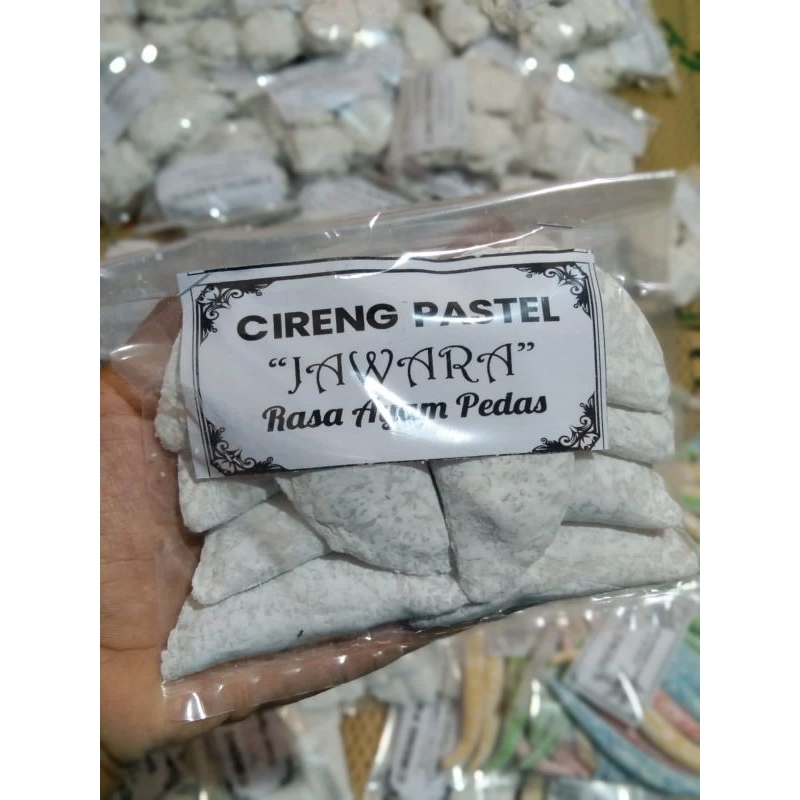 CIRENG PASTEL
“JAWARA”
Rasa Ayam Pedas